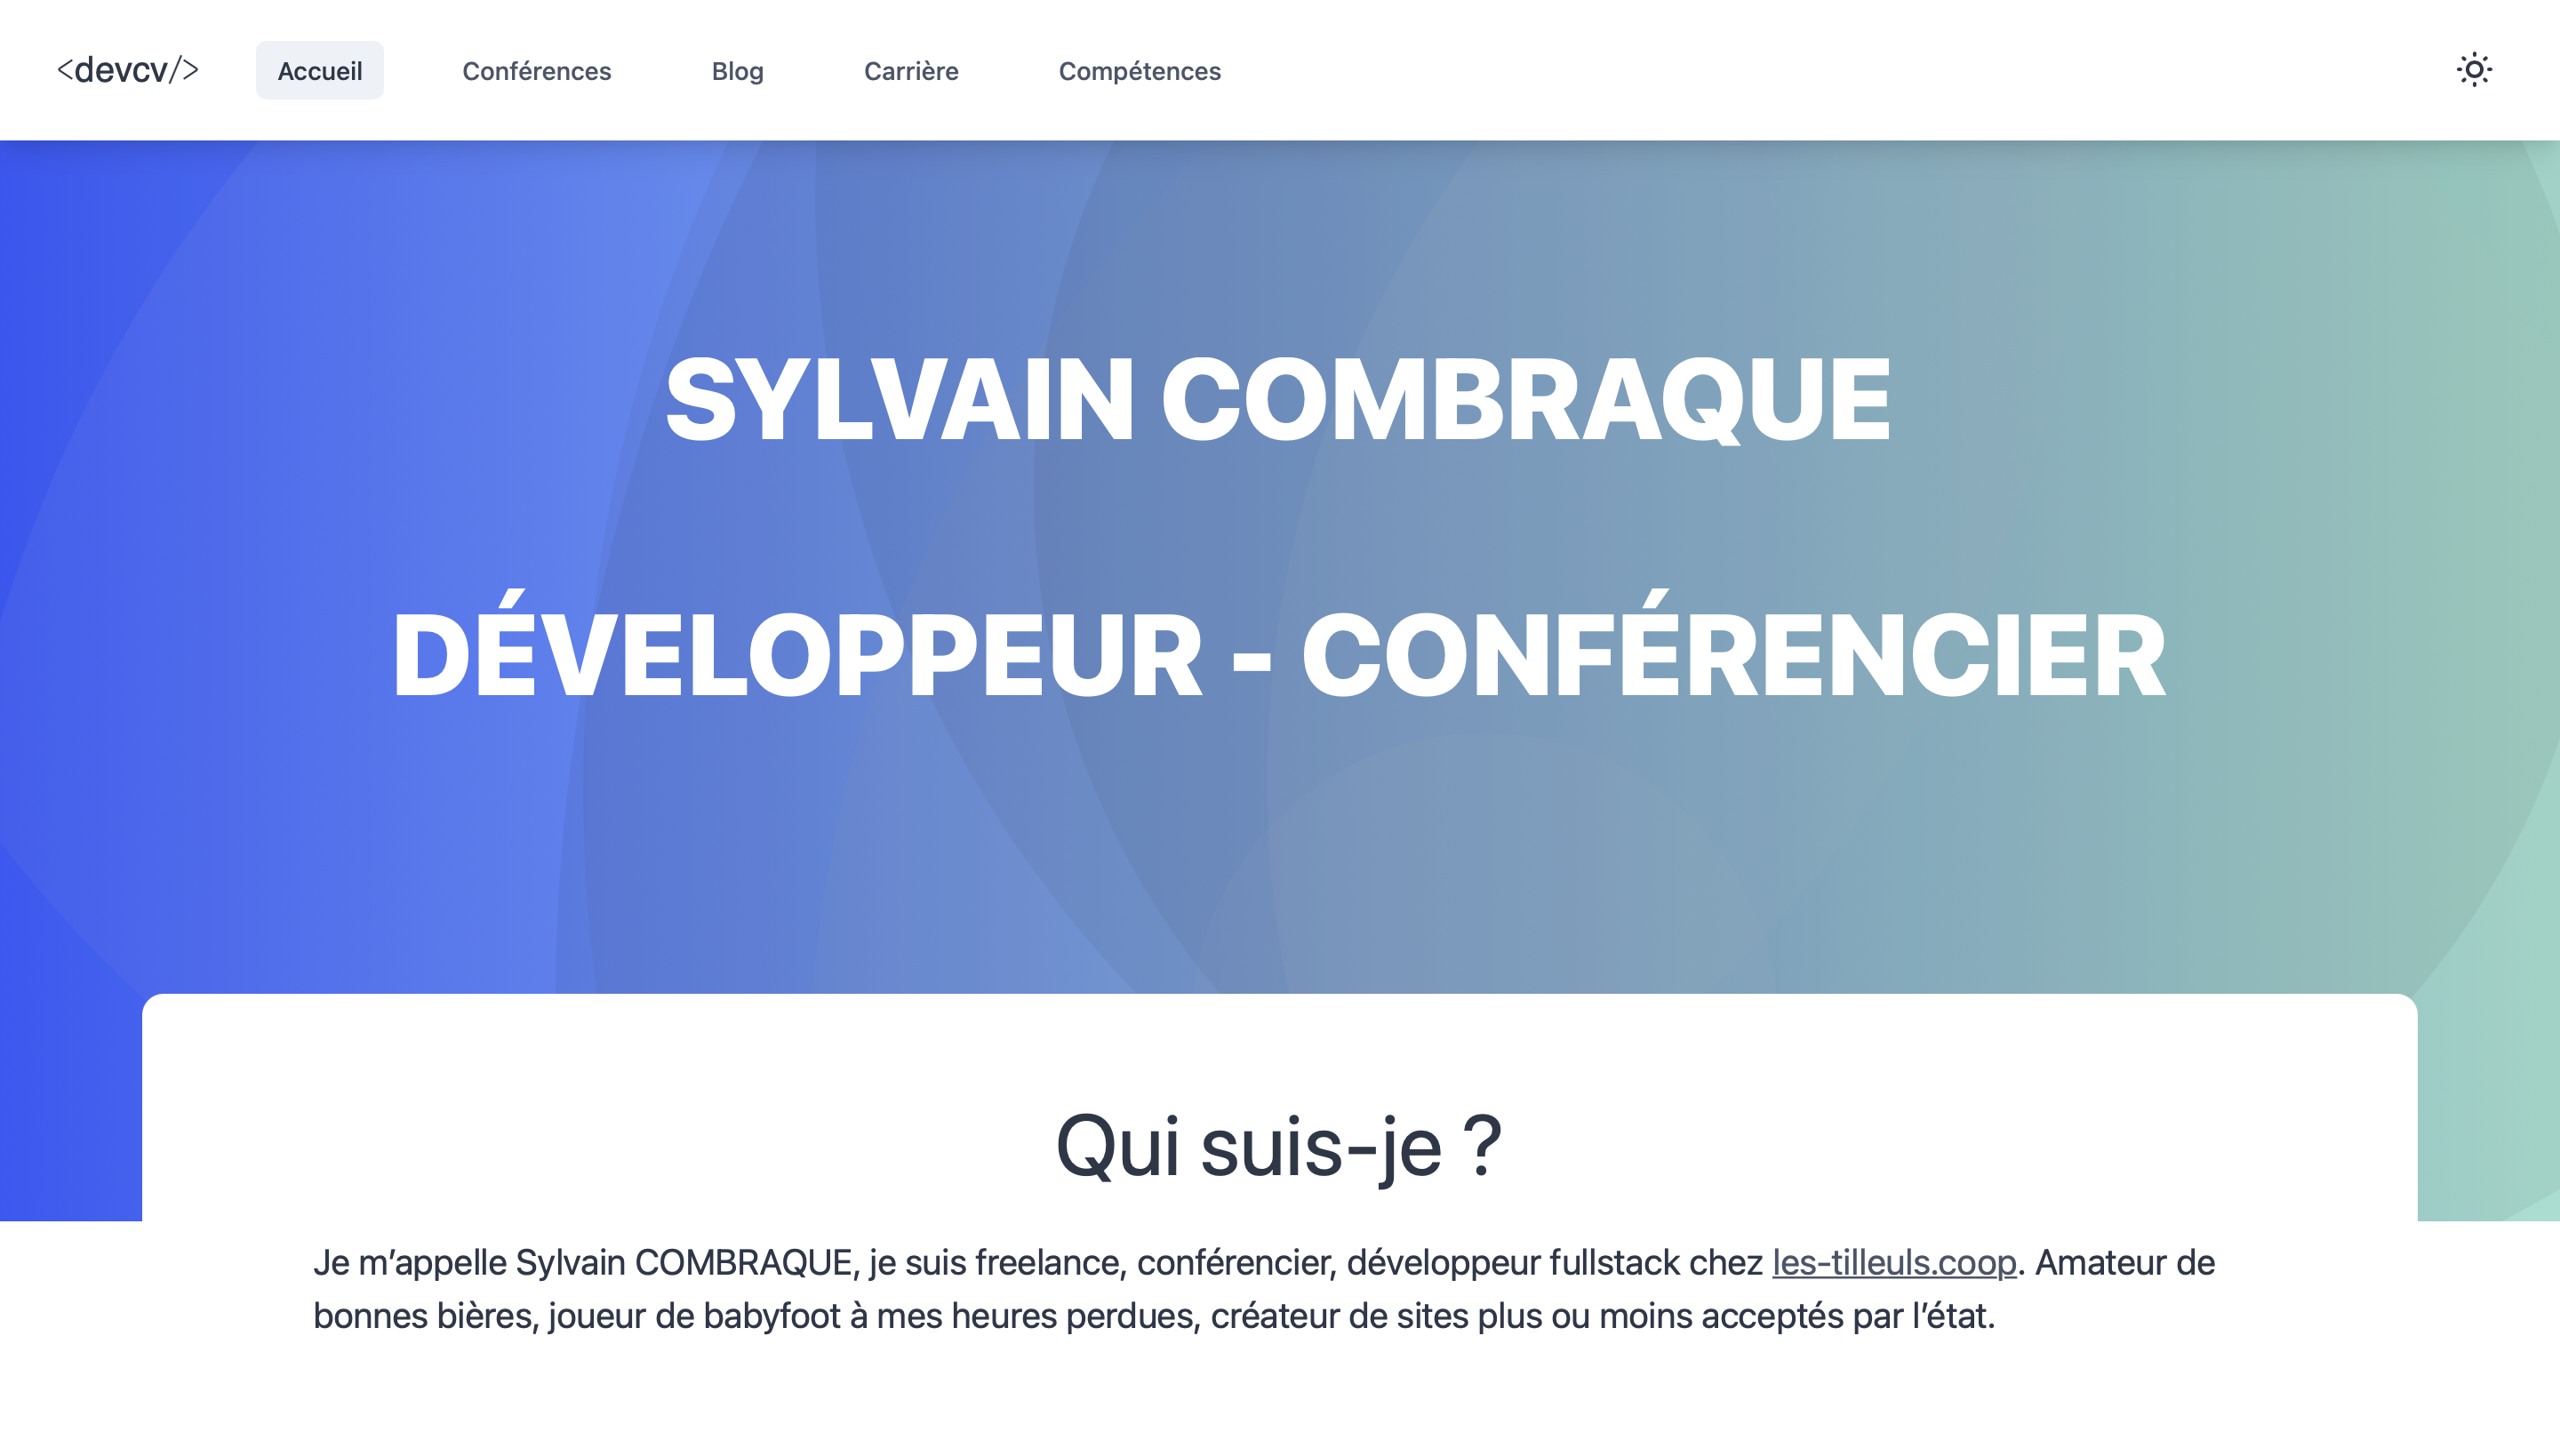 <devcv/>
Accueil
Conférences
Blog
Carrière
Compétences
SYLVAIN COMBRAQUE
DÉVELOPPEUR - CONFÉRENCIER
Qui suis-je ?
Je m’appelle Sylvain COMBRAQUE, je suis freelance, conférencier, développeur fullstack chez les-tilleuls.coop. Amateur de
bonnes bières, joueur de babyfoot à mes heures perdues, créateur de sites plus ou moins acceptés par l’état.